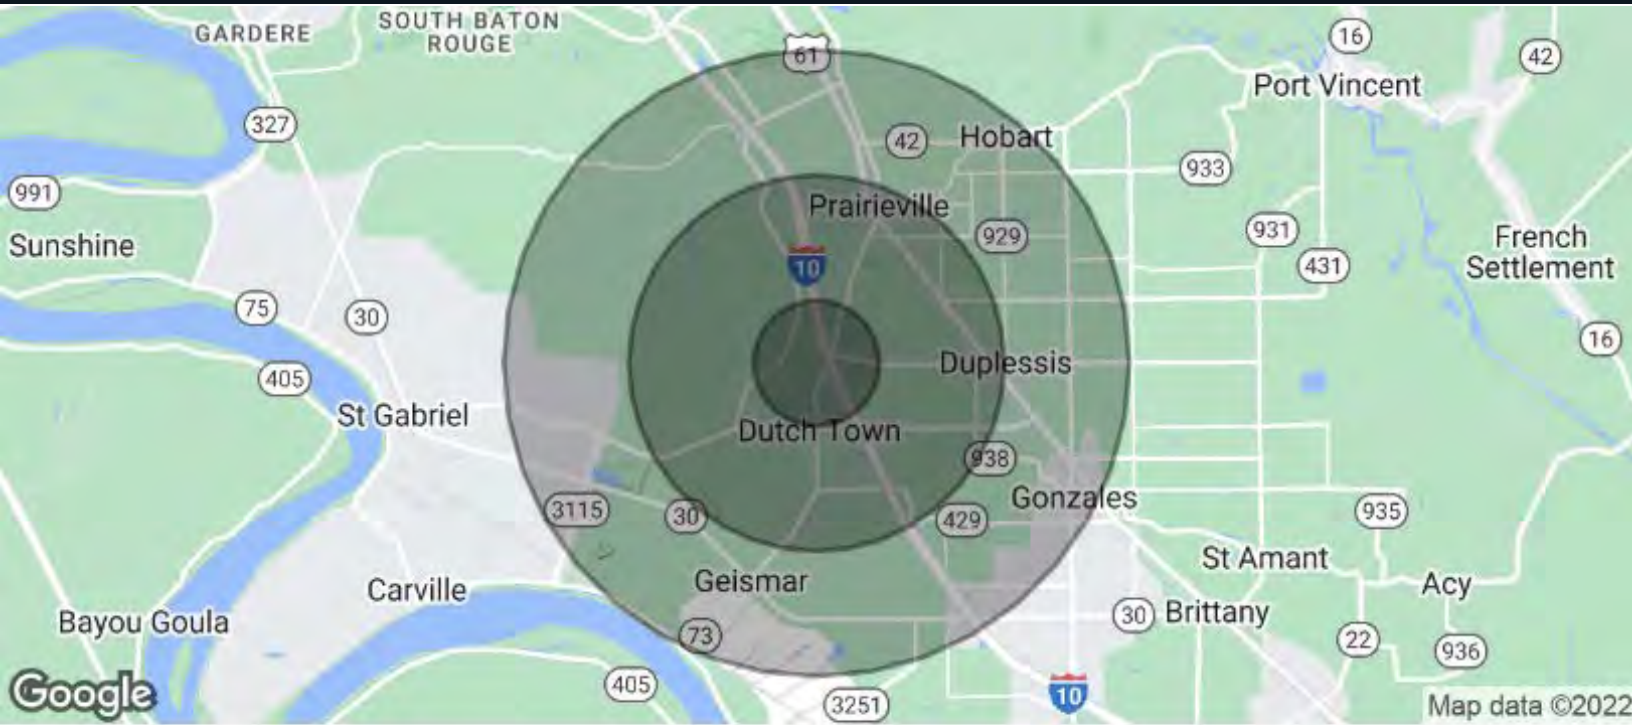 GARDERE
SOUTH BATON
ROUGE
61
16
42
Port Vincent
327
42
Hobart
933
991
Prairieville
929
931
Sunshine
French
Settlement
10
431
75
30
16
405
Duplessis
St Gabriel
Dutch Town
938
Gonzales
3115
30
429
935
St Amant
Geismar
Carville
Acy
Bayou Goula
30
Brittany
73
22
936
Google
405
10
3251
Map data ©2022